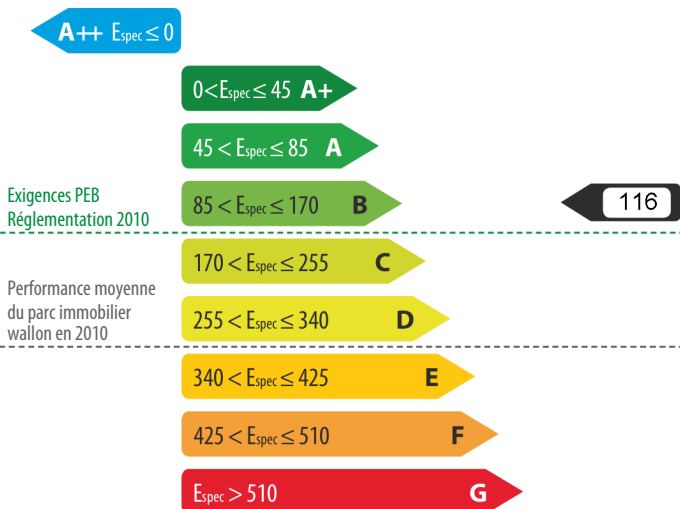 A++ Espec ≤ 0
0<Espec ≤ 45 A+
45 < Espec ≤ 85 A
Exigences PEB
Réglementation 2010
85 < Espec ≤ 170 B
116
170 < Espec ≤ 255 C
Performance moyenne
du parc immobilier
wallon en 2010
255 < Espec ≤ 340 D
340 < Espec ≤ 425 E
425 < Espec ≤ 510 F
Espec > 510 G